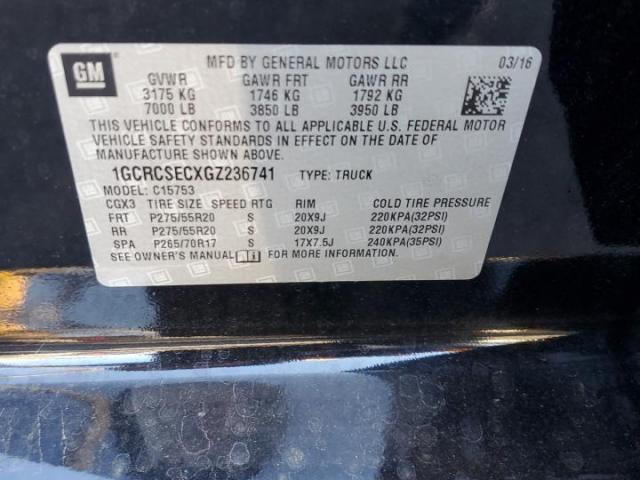 GM
MFD BY GENERAL MOTORS LLC 03/16
GVWR GAWR FRT GAWR RR
3175 KG 1746 KG 1792 KG
7000 LB 3850 LB 3950 LB
THIS VEHICLE CONFORMS TO ALL APPLICABLE U.S. FEDERAL MOTOR
VEHICLE SAFETY STANDARDS IN EFFECT ON THE DATE OF
MANUFACTURE SHOWN ABOVE.
1GCRCSECXGZ236741 TYPE: TRUCK
MODEL: C15753
CGX3 TIRE SIZE SPEED RTG RIM COLD TIRE PRESSURE
FRT P275/55R20 S 20X9J 220KPA(32PSI)
RR P275/55R20 S 20X9J 220KPA(32PSI)
SPA P265/70R17 S 17X7.5J 240KPA(35PSI)
SEE OWNER'S MANUAL FOR MORE INFORMATION.